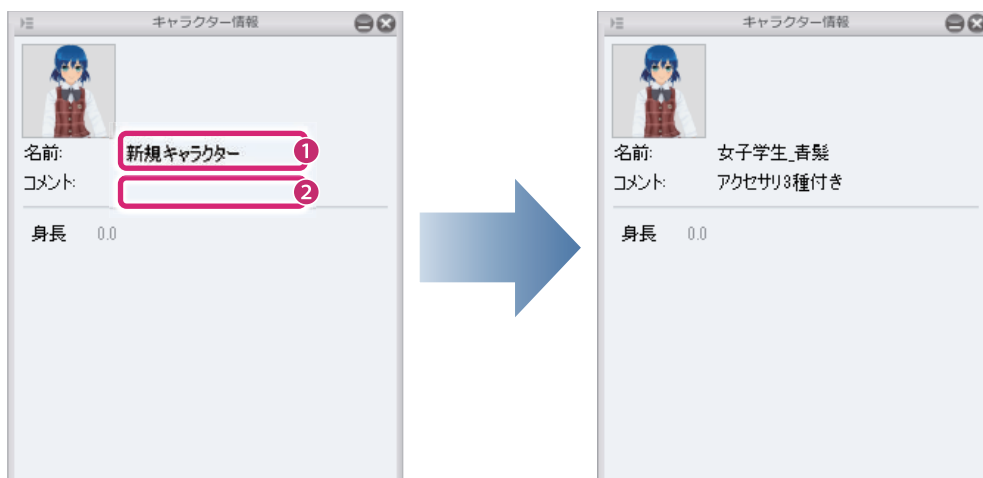 キャラクター情報
名前: 新規キャラクター 1
コメント: 2
身長 0.0
キャラクター情報
名前: 女子学生_青髪
コメント: アクセサリ3種付き
身長 0.0